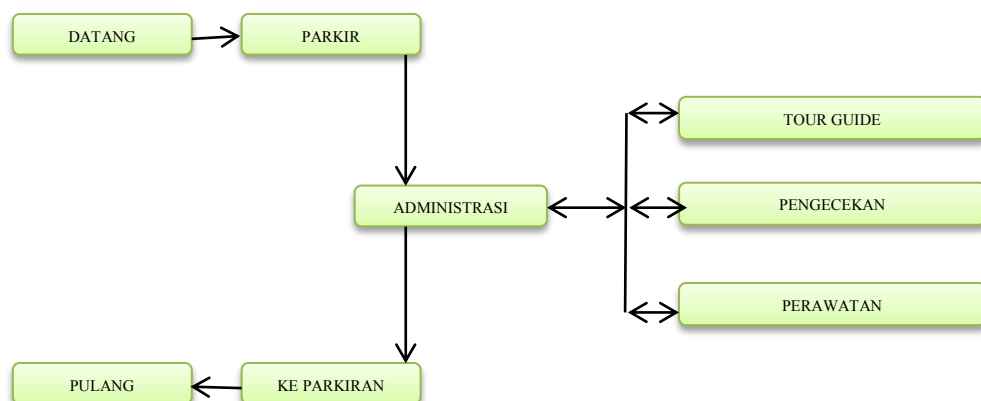 DATANG
PARKIR
TOUR GUIDE
ADMINISTRASI
PENGECEKAN
PERAWATAN
PULANG
KE PARKIRAN